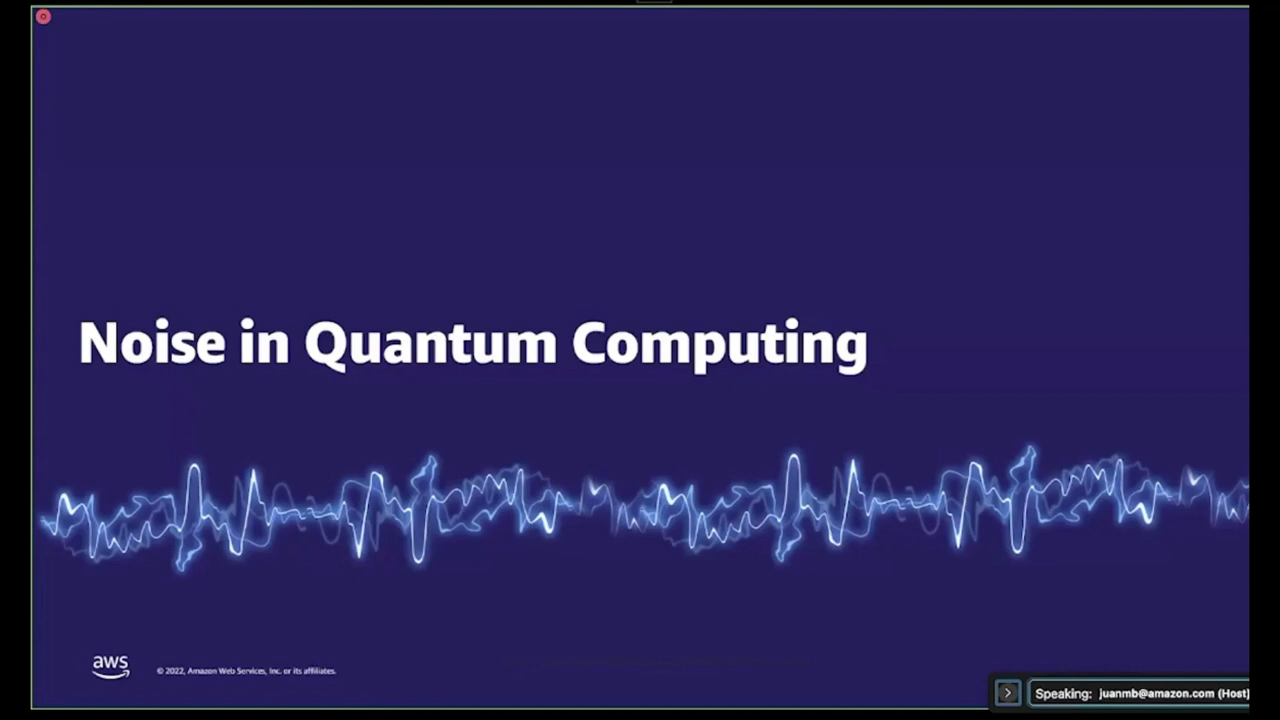 Noise in Quantum Computing
aws
© 2022, Amazon Web Services, Inc. or its affiliates.
Speaking: juanmb@amazon.com (Host)